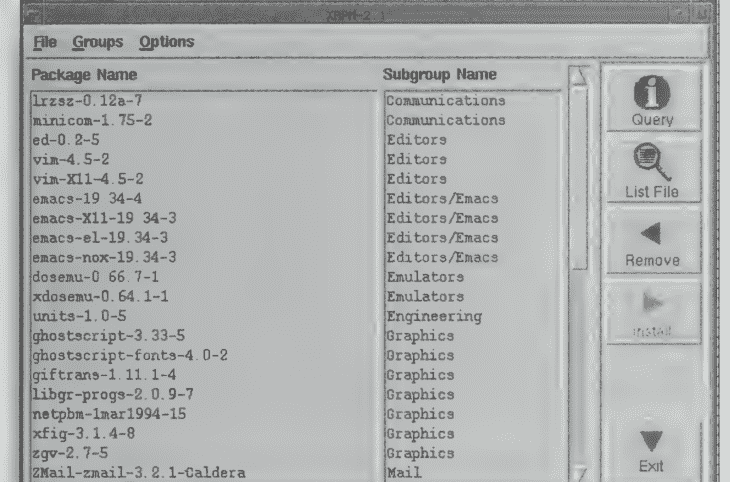 XRPM-2.1
File Groups Options
Package Name Subgroup Name
lrzsz-0.12a-7 Communications
minicom-1.75-2 Communications
ed-0.2-5 Editors
vim-4.5-2 Editors
vim-X11-4.5-2 Editors
emacs-19 34-4 Editors/Emacs
emacs-X11-19 34-3 Editors/Emacs
emacs-el-19.34-3 Editors/Emacs
emacs-nox-19.34-3 Editors/Emacs
dosemu-0 66.7-1 Emulators
xdosemu-0.64.1-1 Emulators
units-1.0-5 Engineering
ghostscript-3.33-5 Graphics
ghostscript-fonts-4.0-2 Graphics
giftrans-1.11.1-4 Graphics
libgr-progs-2.0.9-7 Graphics
netpbm-1mar1994-15 Graphics
xfig-3.1.4-8 Graphics
zgv-2.7-5 Graphics
ZMail-zmail-3.2.1-Caldera Mail
Query
List File
Remove
Install
Exit